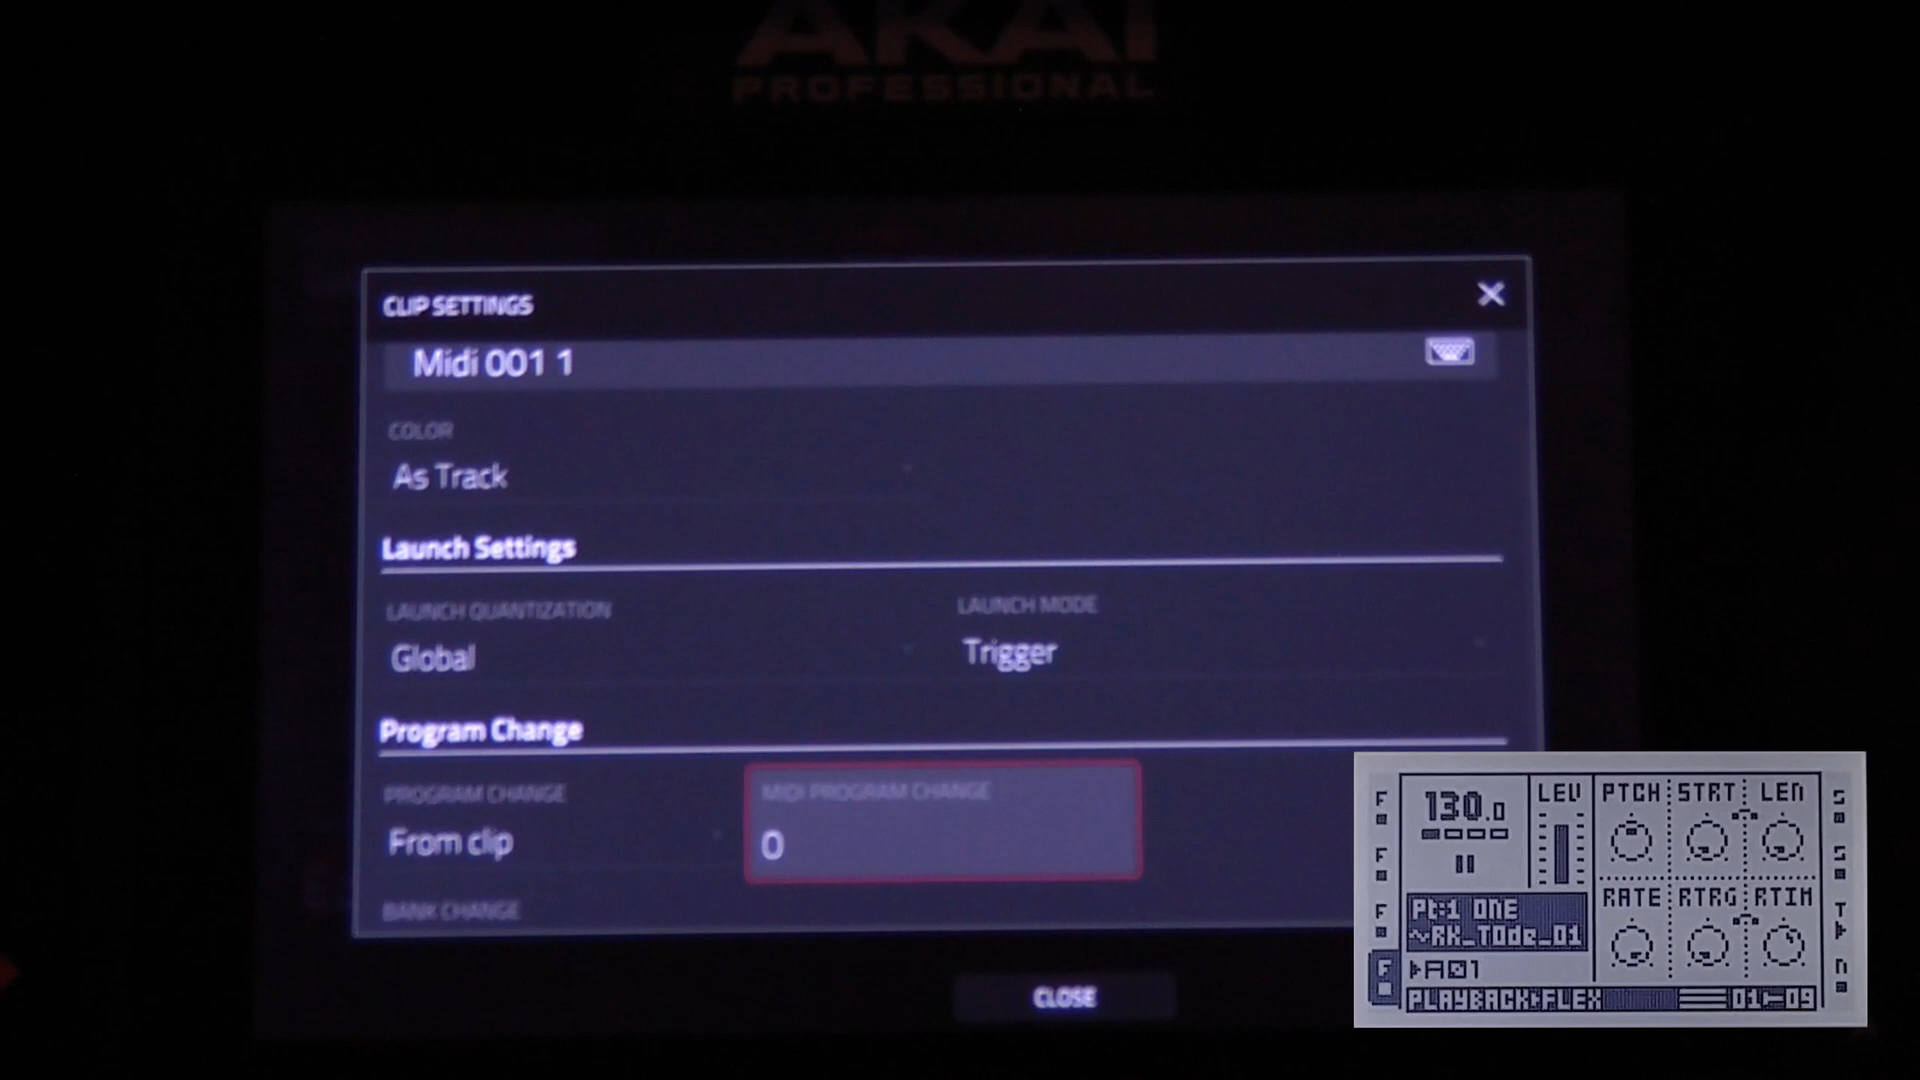 AKAI
PROFESSIONAL
CLIP SETTINGS
Midi 001 1
COLOR
As Track
Launch Settings
LAUNCH QUANTIZATION
LAUNCH MODE
Global
Trigger
Program Change
PROGRAM CHANGE
MIDI PROGRAM CHANGE
From clip
0
BANK CHANGE
CLOSE
130.0
LEV
PTCH STRT LEN
RATE RTRG RTIM
Pt:1 ONE
~RK_TOde_01
A01
PLAYBACK FLEX
F
F
F
F
S
S
T
N